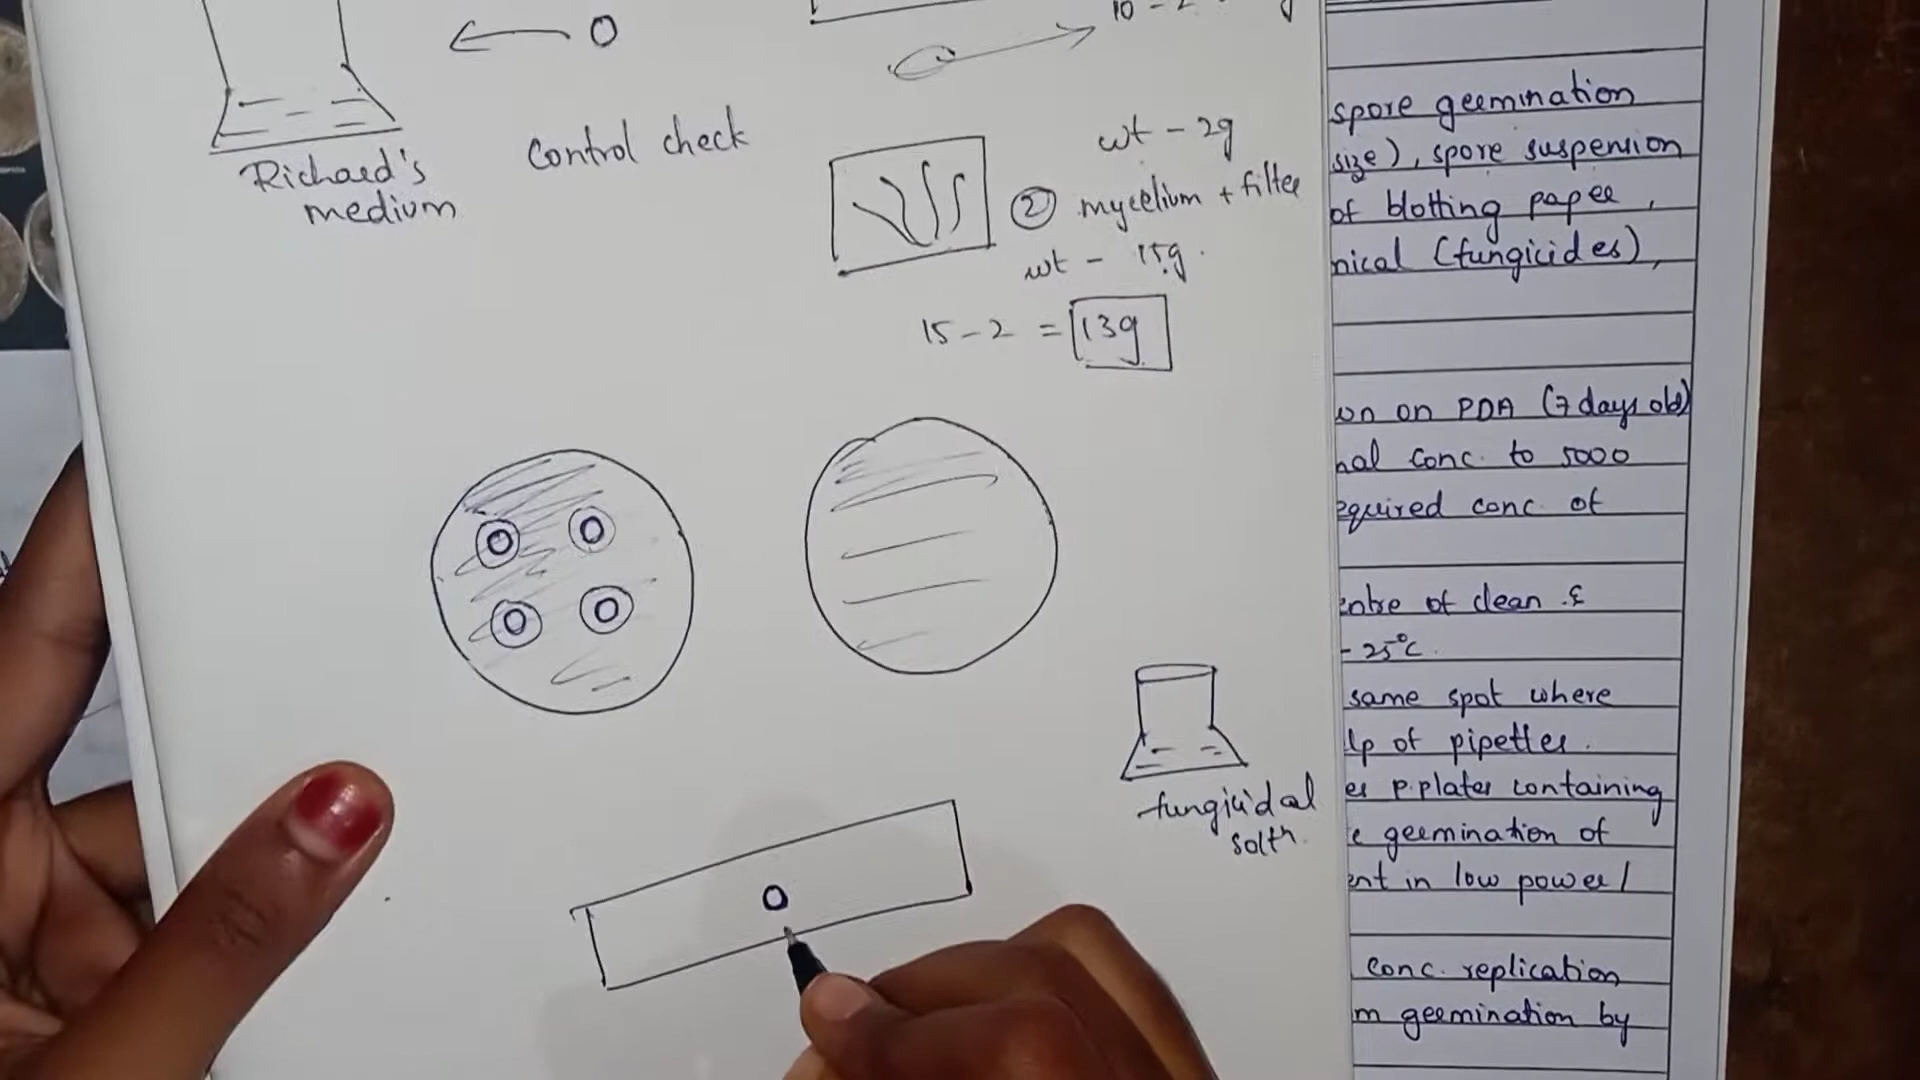 10 - 2
O
Control check
Richard's
medium
wt - 2g
② mycelium + filter
wt - 15g.
15 - 2 = 13g
fungicidal
solth.
spore germination
size), spore suspension
of blotting paper,
nical (fungicides),
on PDA (7 days old)
nal conc. to 5000
equired conc. of
entre of clean &
- 25°C.
same spot where
lp of pipettes.
es p.plates containing
e germination of
ent in low power /
conc. replication
m germination by